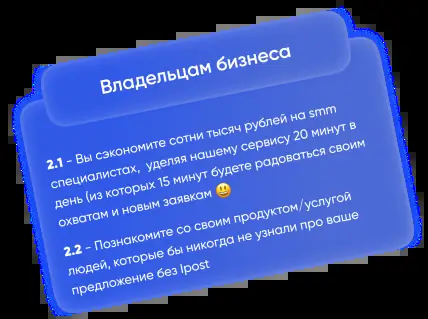 Владельцам бизнеса
2.1 - Вы сэкономите сотни тысяч рублей на smm
специалистах, уделяя нашему сервису 20 минут в
день (из которых 15 минут будете радоваться своим
охватам и новым заявкам 😃
2.2 - Познакомите со своим продуктом/услугой
людей, которые бы никогда не узнали про ваше
предложение без Ipost